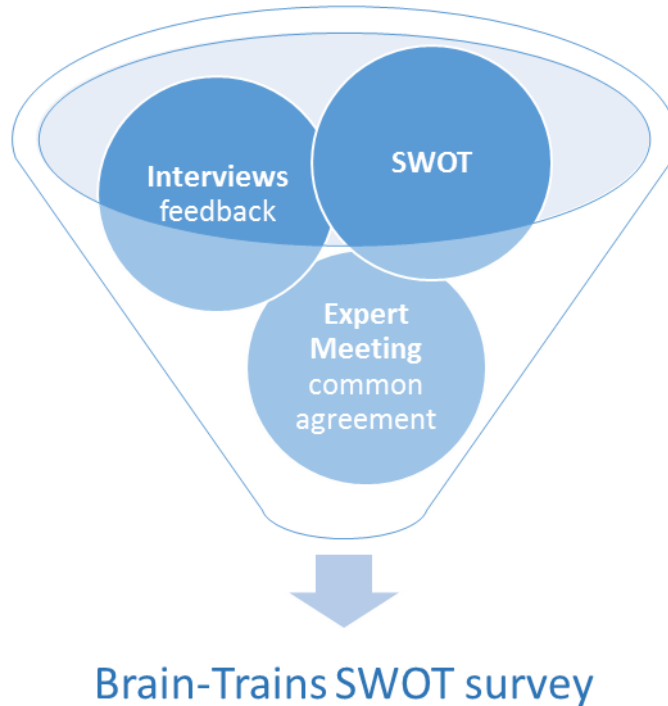 Interviews
feedback
SWOT
Expert
Meeting
common
agreement
Brain-Trains SWOT survey